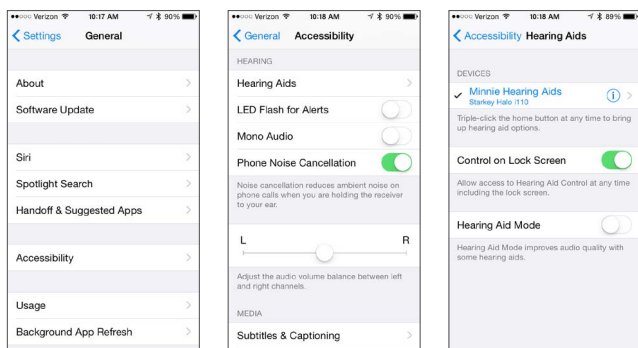 ●●○○○ Verizon 10:17 AM 90%
Settings General
About
Software Update
Siri
Spotlight Search
Handoff & Suggested Apps
Accessibility
Usage
Background App Refresh
●●○○○ Verizon 10:18 AM 90%
General Accessibility
HEARING
Hearing Aids
LED Flash for Alerts
Mono Audio
Phone Noise Cancellation
Noise cancellation reduces ambient noise on
phone calls when you are holding the receiver
to your ear.
L R
Adjust the audio volume balance between left
and right channels.
MEDIA
Subtitles & Captioning
●●○○○ Verizon 10:18 AM 89%
Accessibility Hearing Aids
DEVICES
Minnie Hearing Aids
Starkey Halo i110
Triple-click the home button at any time to bring
up hearing aid options.
Control on Lock Screen
Allow access to Hearing Aid Control at any time
including the lock screen.
Hearing Aid Mode
Hearing Aid Mode improves audio quality with
some hearing aids.